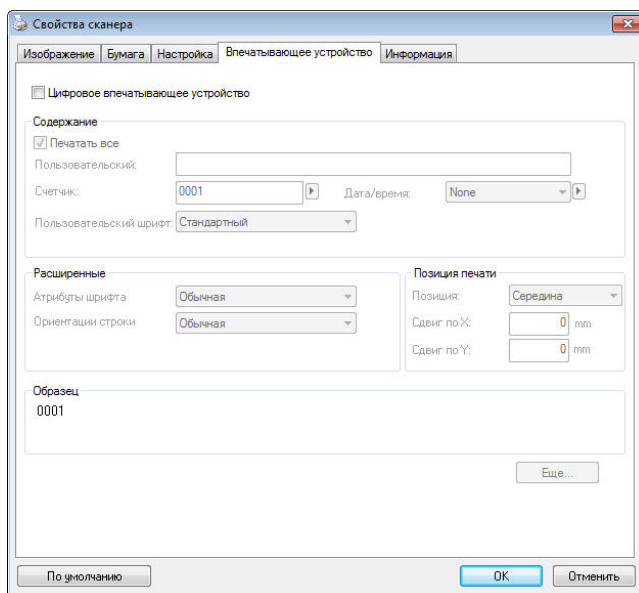 Свойства сканера
Изображение Бумага Настройка Впечатывающее устройство Информация
Цифровое впечатывающее устройство
Содержание
Печатать все
Пользовательский:
Счетчик: 0001 Дата/время: None
Пользовательский шрифт: Стандартный
Расширенные Позиция печати
Атрибуты шрифта Обычная Позиция: Середина
Ориентации строки Обычная Сдвиг по X: 0 mm
Сдвиг по Y: 0 mm
Образец
0001
Еще...
По умолчанию OK Отменить